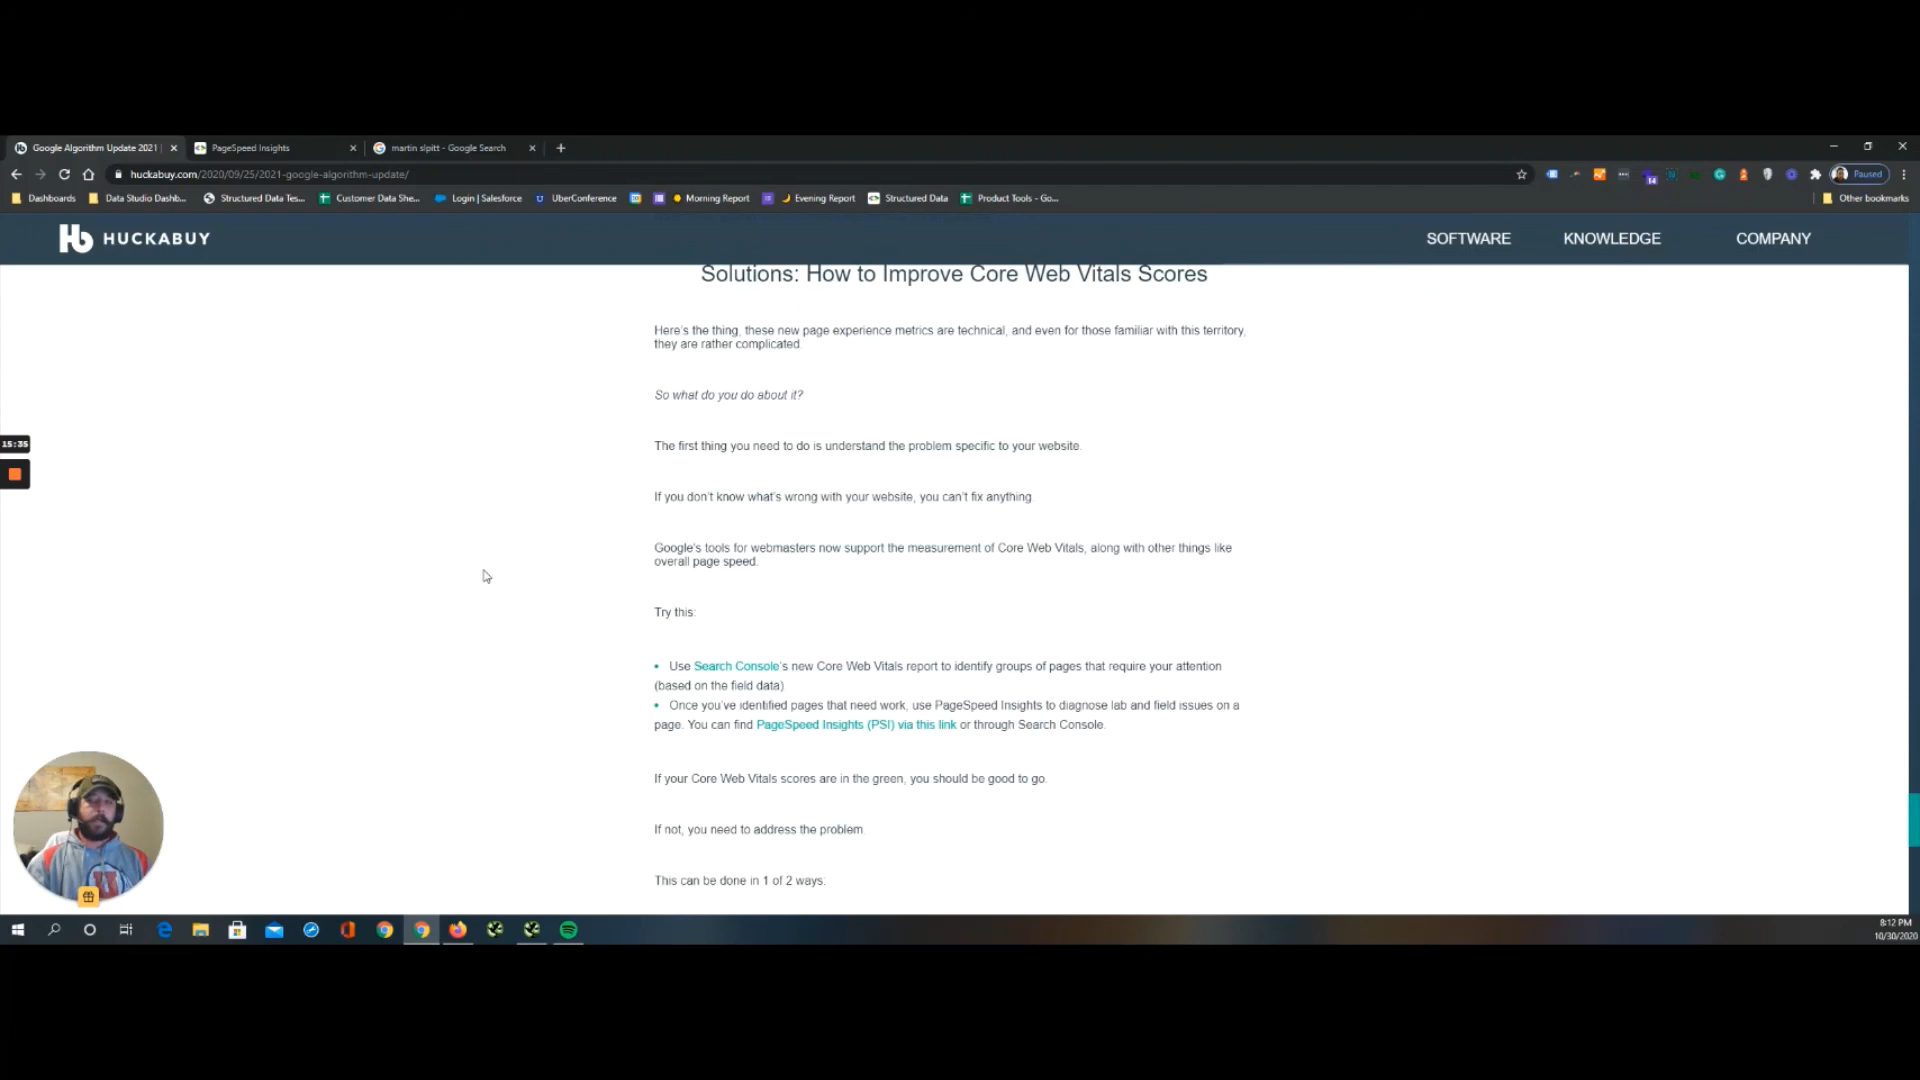 Google Algorithm Update 2021
PageSpeed Insights
martin slpitt - Google Search
huckabuy.com/2020/09/25/2021-google-algorithm-update/
Paused
14
Dashboards
Data Studio Dashb...
Structured Data Tes...
Customer Data She...
Login | Salesforce
UberConference
Morning Report
Evening Report
Structured Data
Product Tools - Go...
Other bookmarks
Hb HUCKABUY
SOFTWARE
KNOWLEDGE
COMPANY
Solutions: How to Improve Core Web Vitals Scores
Here's the thing, these new page experience metrics are technical, and even for those familiar with this territory,
they are rather complicated.
So what do you do about it?
The first thing you need to do is understand the problem specific to your website.
15:35
If you don't know what's wrong with your website, you can't fix anything.
Google's tools for webmasters now support the measurement of Core Web Vitals, along with other things like
overall page speed.
Try this:
• Use Search Console's new Core Web Vitals report to identify groups of pages that require your attention
(based on the field data).
• Once you've identified pages that need work, use PageSpeed Insights to diagnose lab and field issues on a
page. You can find PageSpeed Insights (PSI) via this link or through Search Console.
If your Core Web Vitals scores are in the green, you should be good to go.
If not, you need to address the problem.
This can be done in 1 of 2 ways:
8:12 PM
10/30/2020